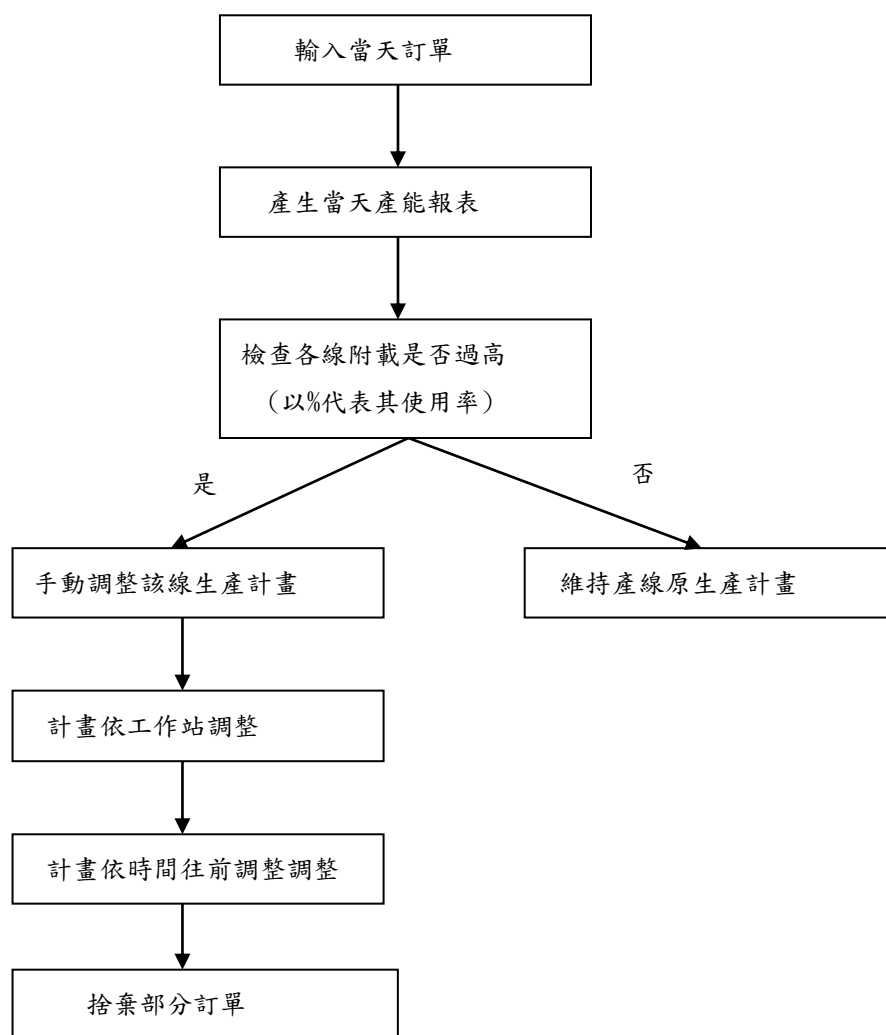 輸入當天訂單
產生當天產能報表
檢查各線附載是否過高
（以%代表其使用率）
是
否
手動調整該線生產計畫
維持產線原生產計畫
計畫依工作站調整
計畫依時間往前調整調整
捨棄部分訂單